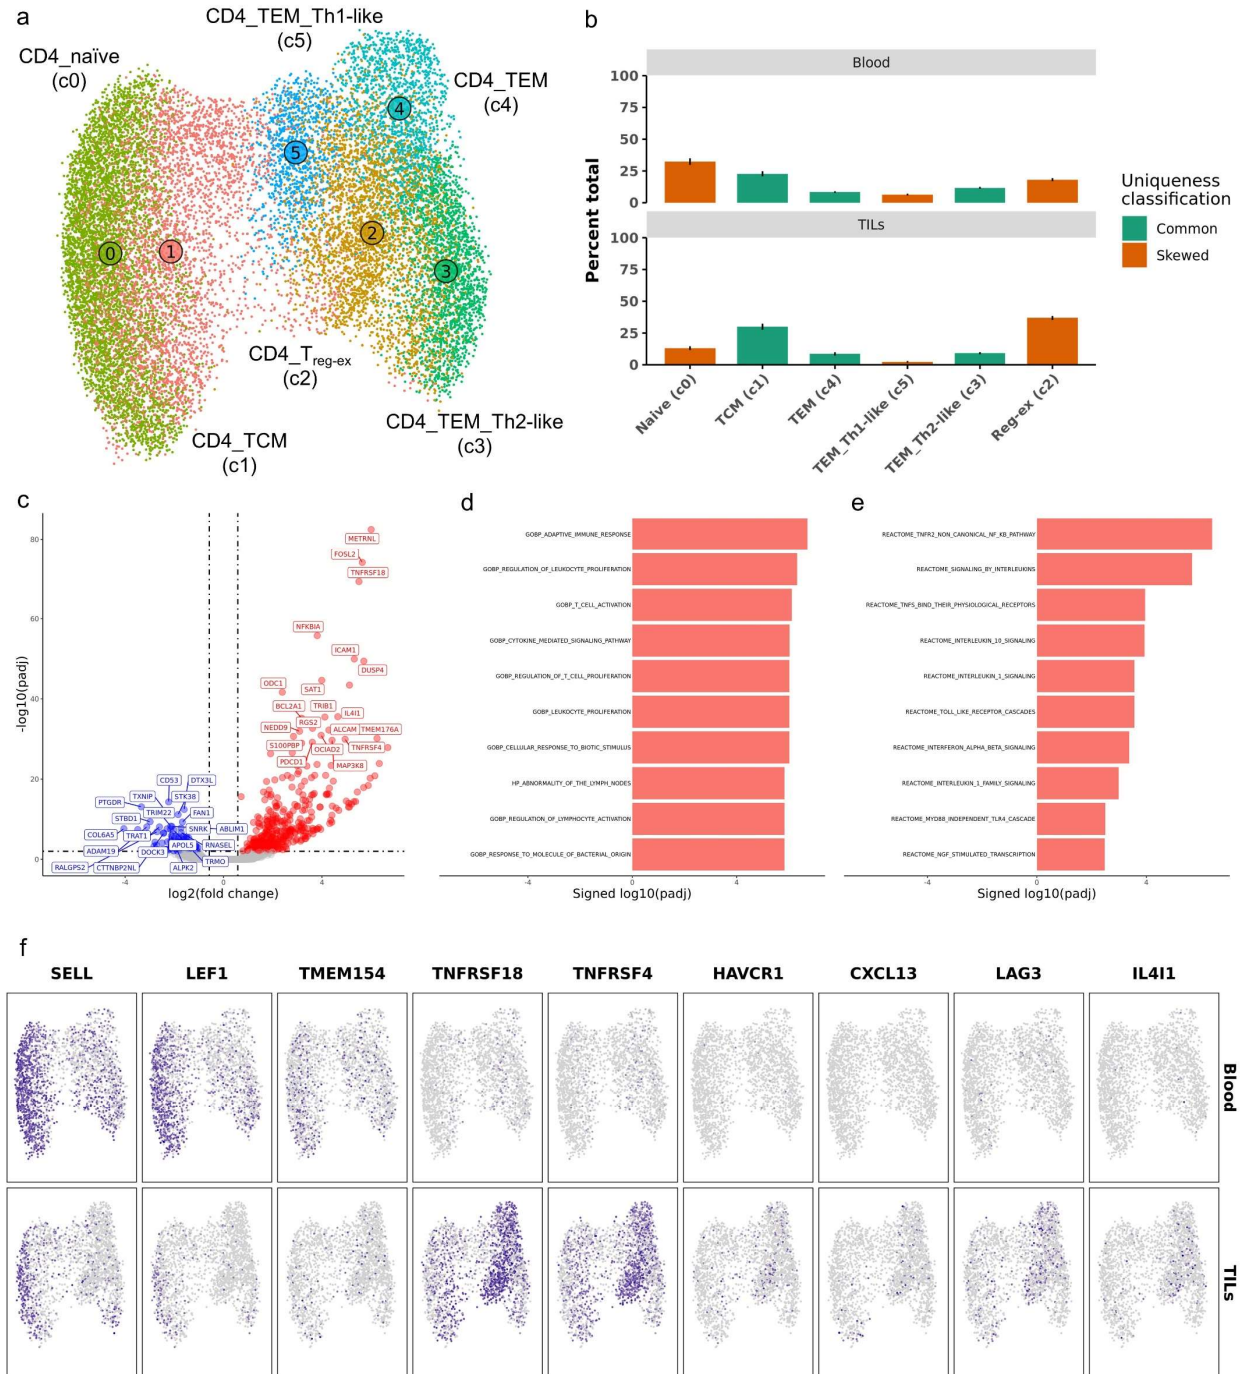 a
CD4_TEM_Th1-like
(c5)
CD4_naïve
(c0)
CD4_TEM
(c4)
0
1
2
3
4
5
CD4_Treg-ex
(c2)
CD4_TCM
(c1)
CD4_TEM_Th2-like
(c3)
b
Blood
100
75
50
25
0
TILs
100
75
50
25
0
Percent total
Naive (c0)
TCM (c1)
TEM (c4)
TEM_Th1-like (c5)
TEM_Th2-like (c3)
Reg-ex (c2)
Uniqueness
classification
Common
Skewed
c
-log10(padj)
80
60
40
20
0
METRNL
FOSL2
TNFRSF18
NFKBIA
ICAM1
DUSP4
ODC1
SAT1
BCL2A1
TRIB1
IL4I1
RGS2
NEDD9
ALCAM
TMEM176A
S100PBP
OCIAD2
TNFRSF4
PDCD1
MAP3K8
CD53
DTX3L
TXNIP
STK38
PTGDR
TRIM22
FAN1
STBD1
SNRK
ABLIM1
COL6A5
TRAT1
APOL5
RNASEL
ADAM19
DOCK3
TRMO
RALGPS2
CTTNBP2NL
ALPK2
-4
0
4
log2(fold change)
d
GOBP_ADAPTIVE_IMMUNE_RESPONSE
GOBP_REGULATION_OF_LEUKOCYTE_PROLIFERATION
GOBP_T_CELL_ACTIVATION
GOBP_CYTOKINE_MEDIATED_SIGNALING_PATHWAY
GOBP_REGULATION_OF_T_CELL_PROLIFERATION
GOBP_LEUKOCYTE_PROLIFERATION
GOBP_CELLULAR_RESPONSE_TO_BIOTIC_STIMULUS
HP_ABNORMALITY_OF_THE_LYMPH_NODES
GOBP_REGULATION_OF_LYMPHOCYTE_ACTIVATION
GOBP_RESPONSE_TO_MOLECULE_OF_BACTERIAL_ORIGIN
-4
0
4
Signed log10(padj)
e
REACTOME_TNFR2_NON_CANONICAL_NF_KB_PATHWAY
REACTOME_SIGNALING_BY_INTERLEUKINS
REACTOME_TNFS_BIND_THEIR_PHYSIOLOGICAL_RECEPTORS
REACTOME_INTERLEUKIN_10_SIGNALING
REACTOME_INTERLEUKIN_1_SIGNALING
REACTOME_TOLL_LIKE_RECEPTOR_CASCADES
REACTOME_INTERFERON_ALPHA_BETA_SIGNALING
REACTOME_INTERLEUKIN_1_FAMILY_SIGNALING
REACTOME_MYD88_INDEPENDENT_TLR4_CASCADE
REACTOME_NGF_STIMULATED_TRANSCRIPTION
-4
0
4
Signed log10(padj)
f
SELL
LEF1
TMEM154
TNFRSF18
TNFRSF4
HAVCR1
CXCL13
LAG3
IL4I1
Blood
TILs